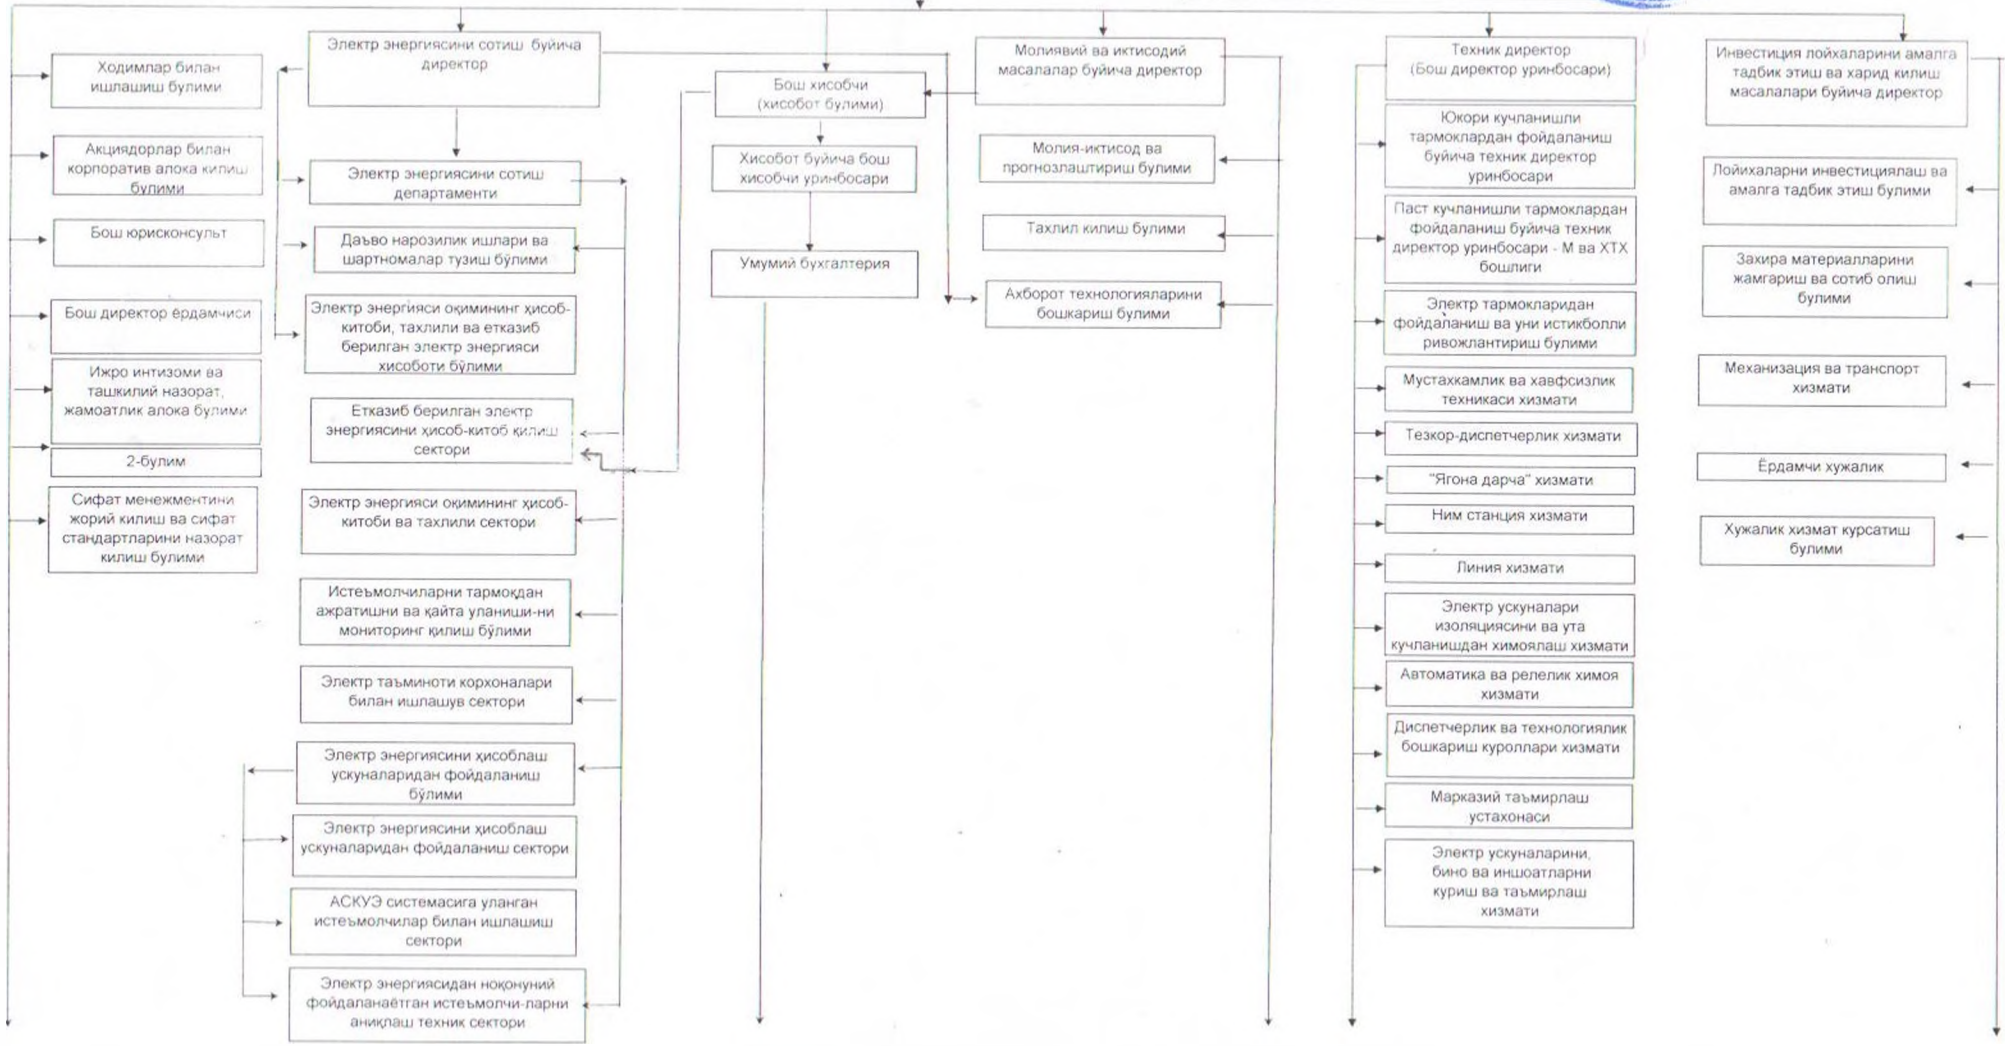 Ходимлар билан
ишлашиш булими
Акциядорлар билан
корпоратив алока килиш
булими
Бош юрисконсульт
Бош директор ёрдамчиси
Ижро интизоми ва
ташкилий назорат,
жамоатлик алока булими
2-булим
Сифат менежментини
жорий килиш ва сифат
стандартларини назорат
килиш булими
Электр энергиясини сотиш буйича
директор
Электр энергиясини сотиш
департаменти
Даъво нарозилик ишлари ва
шартномалар тузиш бўлими
Электр энергияси оқимининг ҳисоб-
китоби, тахлили ва етказиб
берилган электр энергияси
хисоботи бўлими
Етказиб берилган электр
энергиясини ҳисоб-китоб қилиш
сектори
Электр энергияси оқимининг ҳисоб-
китоби ва тахлили сектори
Истеъмолчиларни тармоқдан
ажратишни ва қайта уланиши-ни
мониторинг қилиш бўлими
Электр таъминоти корхоналари
билан ишлашув сектори
Электр энергиясини ҳисоблаш
ускуналаридан фойдаланиш
бўлими
Электр энергиясини ҳисоблаш
ускуналаридан фойдаланиш сектори
АСКУЭ системасига уланган
истеъмолчилар билан ишлашиш
сектори
Электр энергиясидан ноқонуний
фойдаланаётган истеъмолчи-ларни
аниқлаш техник сектори
Бош хисобчи
(хисобот булими)
Хисобот буйича бош
хисобчи уринбосари
Умумий бухгалтерия
Молиявий ва иктисодий
масалалар буйича директор
Молия-иктисод ва
прогнозлаштириш булими
Тахлил килиш булими
Ахборот технологияларини
бошкариш булими
Техник директор
(Бош директор уринбосари)
Юкори кучланишли
тармоклардан фойдаланиш
буйича техник директор
уринбосари
Паст кучланишли тармоклардан
фойдаланиш буйича техник
директор уринбосари - М ва ХТХ
бошлиги
Электр тармокларидан
фойдаланиш ва уни истикболли
ривожлантириш булими
Мустахкамлик ва хавфсизлик
техникаси хизмати
Тезкор-диспетчерлик хизмати
"Ягона дарча" хизмати
Ним станция хизмати
Линия хизмати
Электр ускуналари
изоляциясини ва ута
кучланишдан химоялаш хизмати
Автоматика ва релелик химоя
хизмати
Диспетчерлик ва технологиялик
бошкариш куроллари хизмати
Марказий таъмирлаш
устахонаси
Электр ускуналарини,
бино ва иншоатларни
куриш ва таъмирлаш
хизмати
Инвестиция лойхаларини амалга
тадбик этиш ва харид килиш
масалалари буйича директор
Лойихаларни инвестициялаш ва
амалга тадбик этиш булими
Захира материалларини
жамгариш ва сотиб олиш
булими
Механизация ва транспорт
хизмати
Ёрдамчи хужалик
Хужалик хизмат курсатиш
булими